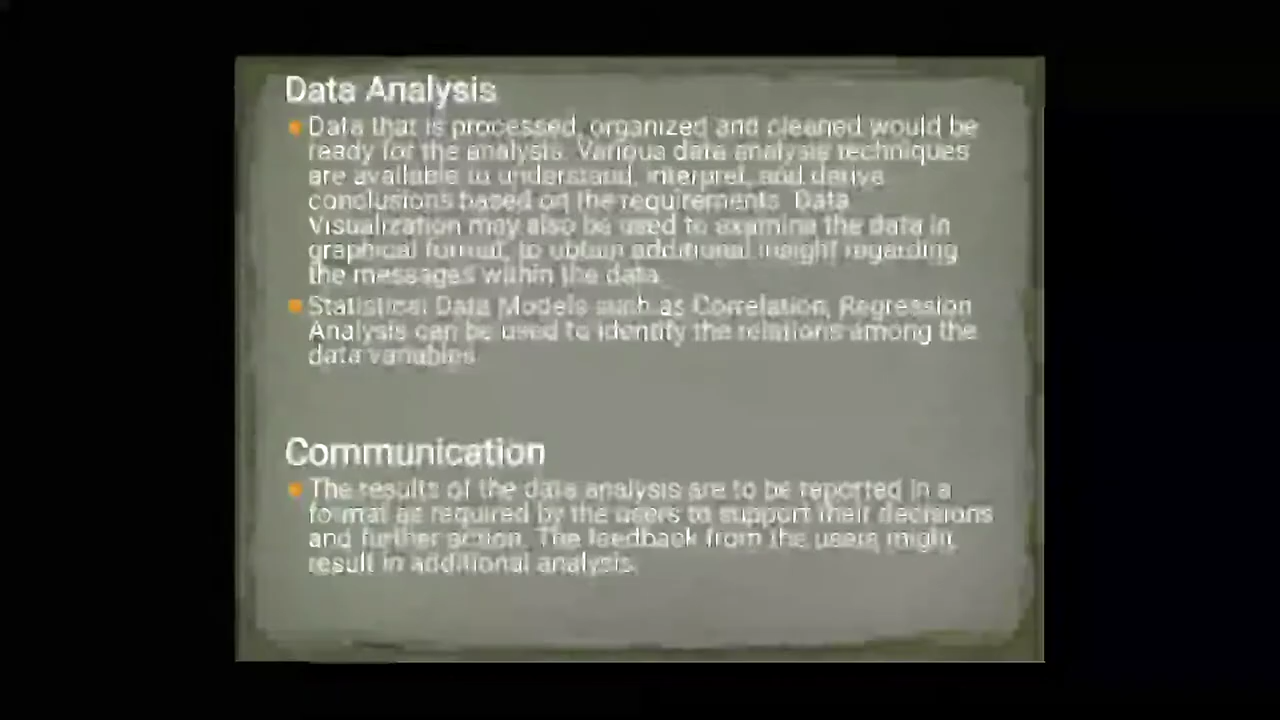 Data Analysis
Data that is processed, organized and cleaned would be
ready for the analysis. Various data analysis techniques
are available to understand, interpret, and derive
conclusions based on the requirements. Data
Visualization may also be used to examine the data in
graphical format, to obtain additional insight regarding
the messages within the data.
Statistical Data Models such as Correlation, Regression
Analysis can be used to identify the relations among the
data variables.
Communication
The results of the data analysis are to be reported in a
format as required by the users to support their decisions
and further action. The feedback from the users might
result in additional analysis.